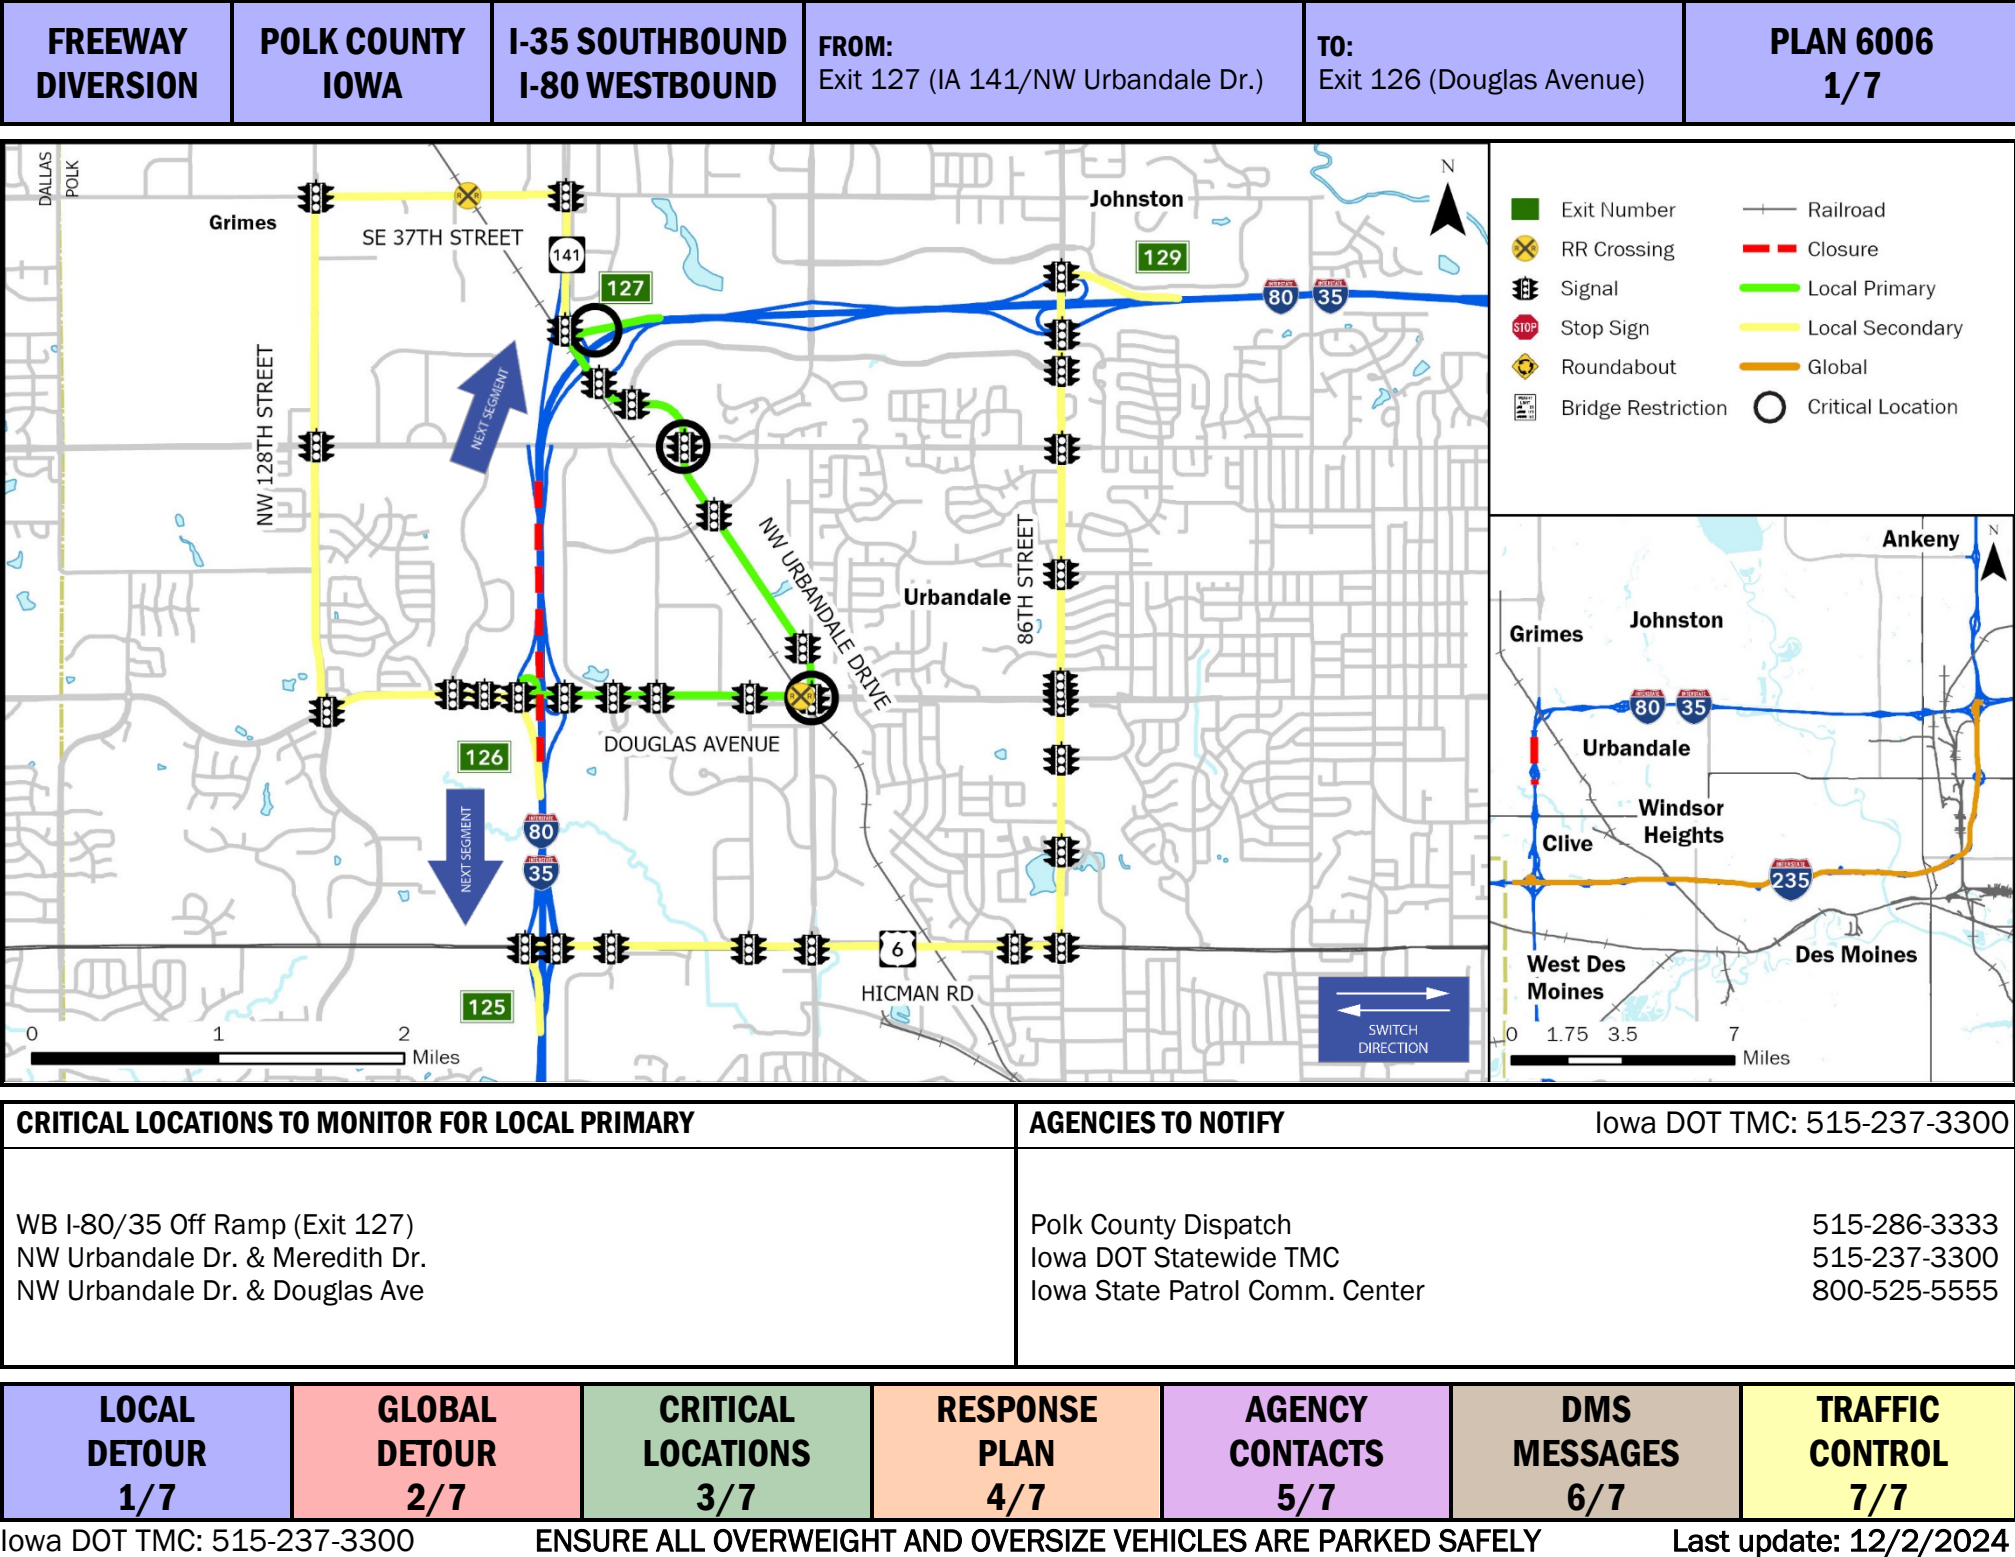 FREEWAY
DIVERSION
POLK COUNTY
IOWA
I-35 SOUTHBOUND
I-80 WESTBOUND
FROM:
Exit 127 (IA 141/NW Urbandale Dr.)
TO:
Exit 126 (Douglas Avenue)
PLAN 6006
1/7
DALLAS
POLK
Grimes
SE 37TH STREET
141
127
Johnston
129
N
80
35
NW 128TH STREET
NEXT SEGMENT
NW URBANDALE DRIVE
Urbandale
86TH STREET
126
DOUGLAS AVENUE
NEXT SEGMENT
80
35
6
HICMAN RD
125
0 1 2
Miles
SWITCH
DIRECTION
Exit Number
RR Crossing
Signal
STOP
Stop Sign
Roundabout
Bridge Restriction
Railroad
Closure
Local Primary
Local Secondary
Global
Critical Location
Ankeny
N
Johnston
Grimes
80
35
Urbandale
Windsor
Heights
Clive
235
Des Moines
West Des
Moines
0 1.75 3.5 7
Miles
CRITICAL LOCATIONS TO MONITOR FOR LOCAL PRIMARY
WB I-80/35 Off Ramp (Exit 127)
NW Urbandale Dr. & Meredith Dr.
NW Urbandale Dr. & Douglas Ave
AGENCIES TO NOTIFY Iowa DOT TMC: 515-237-3300
Polk County Dispatch 515-286-3333
Iowa DOT Statewide TMC 515-237-3300
Iowa State Patrol Comm. Center 800-525-5555
LOCAL
DETOUR
1/7
GLOBAL
DETOUR
2/7
CRITICAL
LOCATIONS
3/7
RESPONSE
PLAN
4/7
AGENCY
CONTACTS
5/7
DMS
MESSAGES
6/7
TRAFFIC
CONTROL
7/7
Iowa DOT TMC: 515-237-3300 ENSURE ALL OVERWEIGHT AND OVERSIZE VEHICLES ARE PARKED SAFELY Last update: 12/2/2024